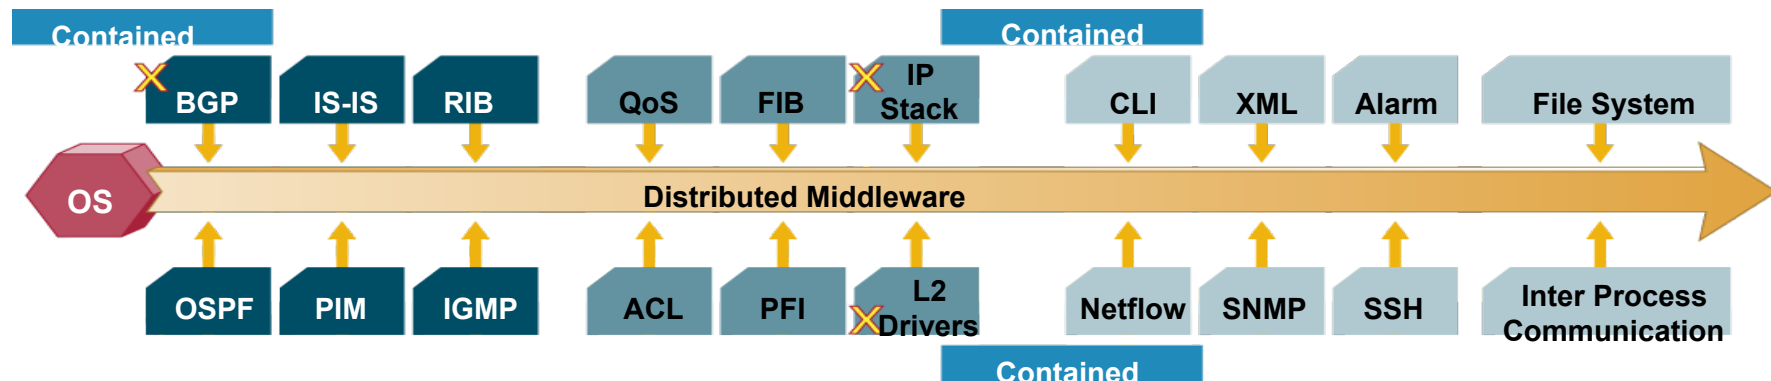 Contained
Contained
BGP
IS-IS
RIB
QoS
FIB
IP
Stack
CLI
XML
Alarm
File System
OS
Distributed Middleware
OSPF
PIM
IGMP
ACL
PFI
L2
Drivers
Netflow
SNMP
SSH
Inter Process
Communication
Contained